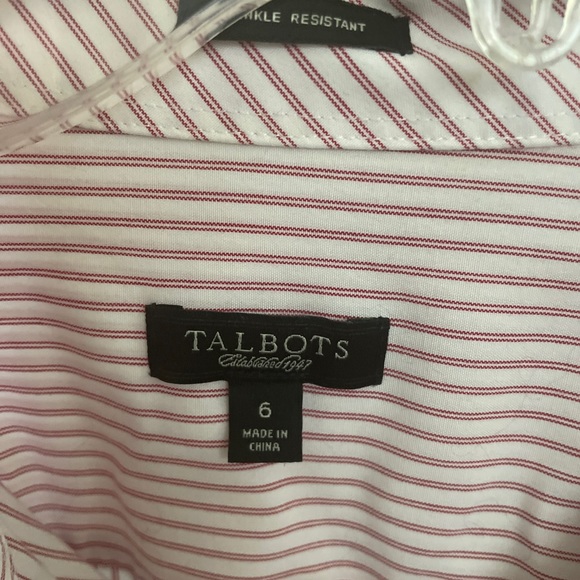 RESISTANT
TALBOTS
Established 1947
6
MADE IN
CHINA